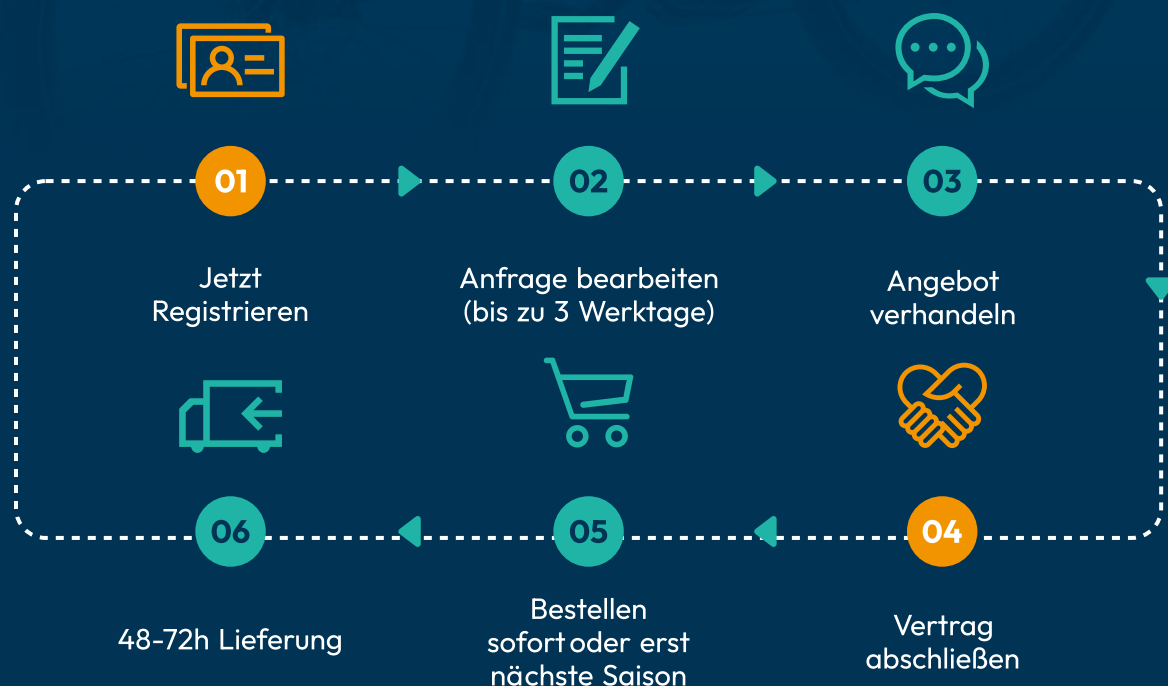 01
02
03
Jetzt
Registrieren
Anfrage bearbeiten
(bis zu 3 Werktage)
Angebot
verhandeln
06
05
04
48-72h Lieferung
Bestellen
sofort oder erst
nächste Saison
Vertrag
abschließen